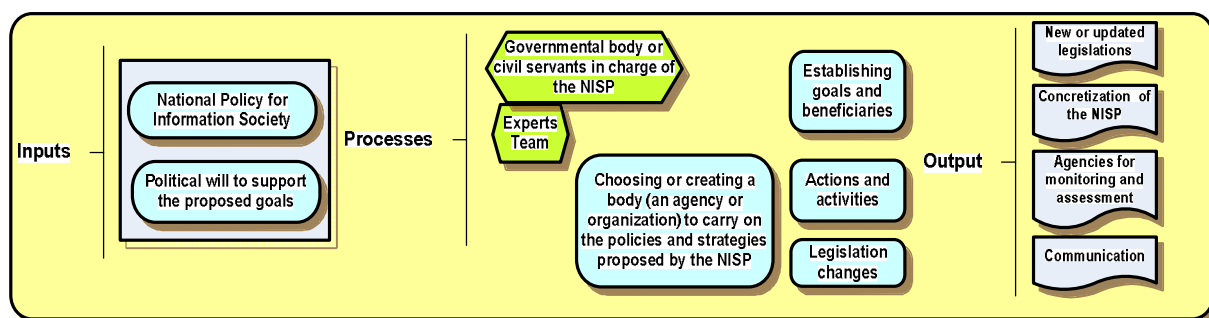 Inputs
National Policy for
Information Society
Political will to support
the proposed goals
Processes
Governmental body or
civil servants in charge of
the NISP
Experts
Team
Choosing or creating a
body (an agency or
organization) to carry on
the policies and strategies
proposed by the NISP
Establishing
goals and
beneficiaries
Actions and
activities
Legislation
changes
Output
New or updated
legislations
Concretization of
the NISP
Agencies for
monitoring and
assessment
Communication